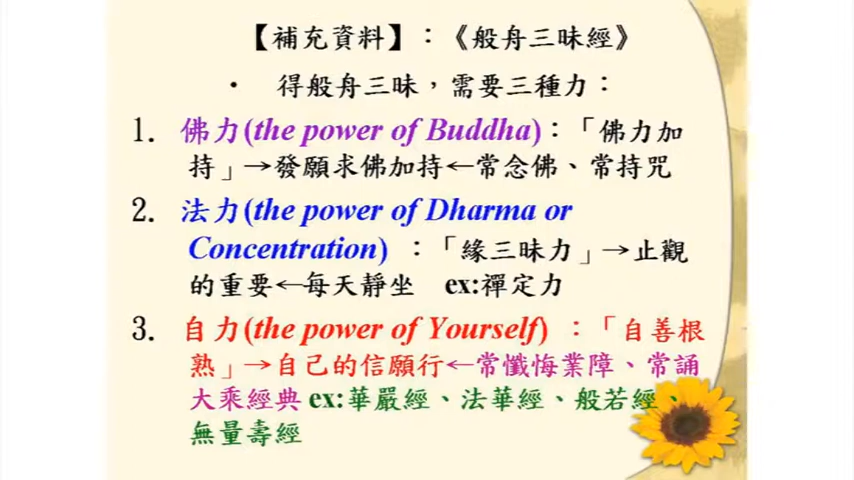 【補充資料】：《般舟三昧經》
• 得般舟三昧，需要三種力：
1. 佛力(the power of Buddha)：「佛力加
持」→發願求佛加持←常念佛、常持咒
2. 法力(the power of Dharma or
Concentration) ：「緣三昧力」→止觀
的重要←每天靜坐 ex:禪定力
3. 自力(the power of Yourself) ：「自善根
熟」→自己的信願行←常懺悔業障、常誦
大乘經典 ex:華嚴經、法華經、般若經、
無量壽經